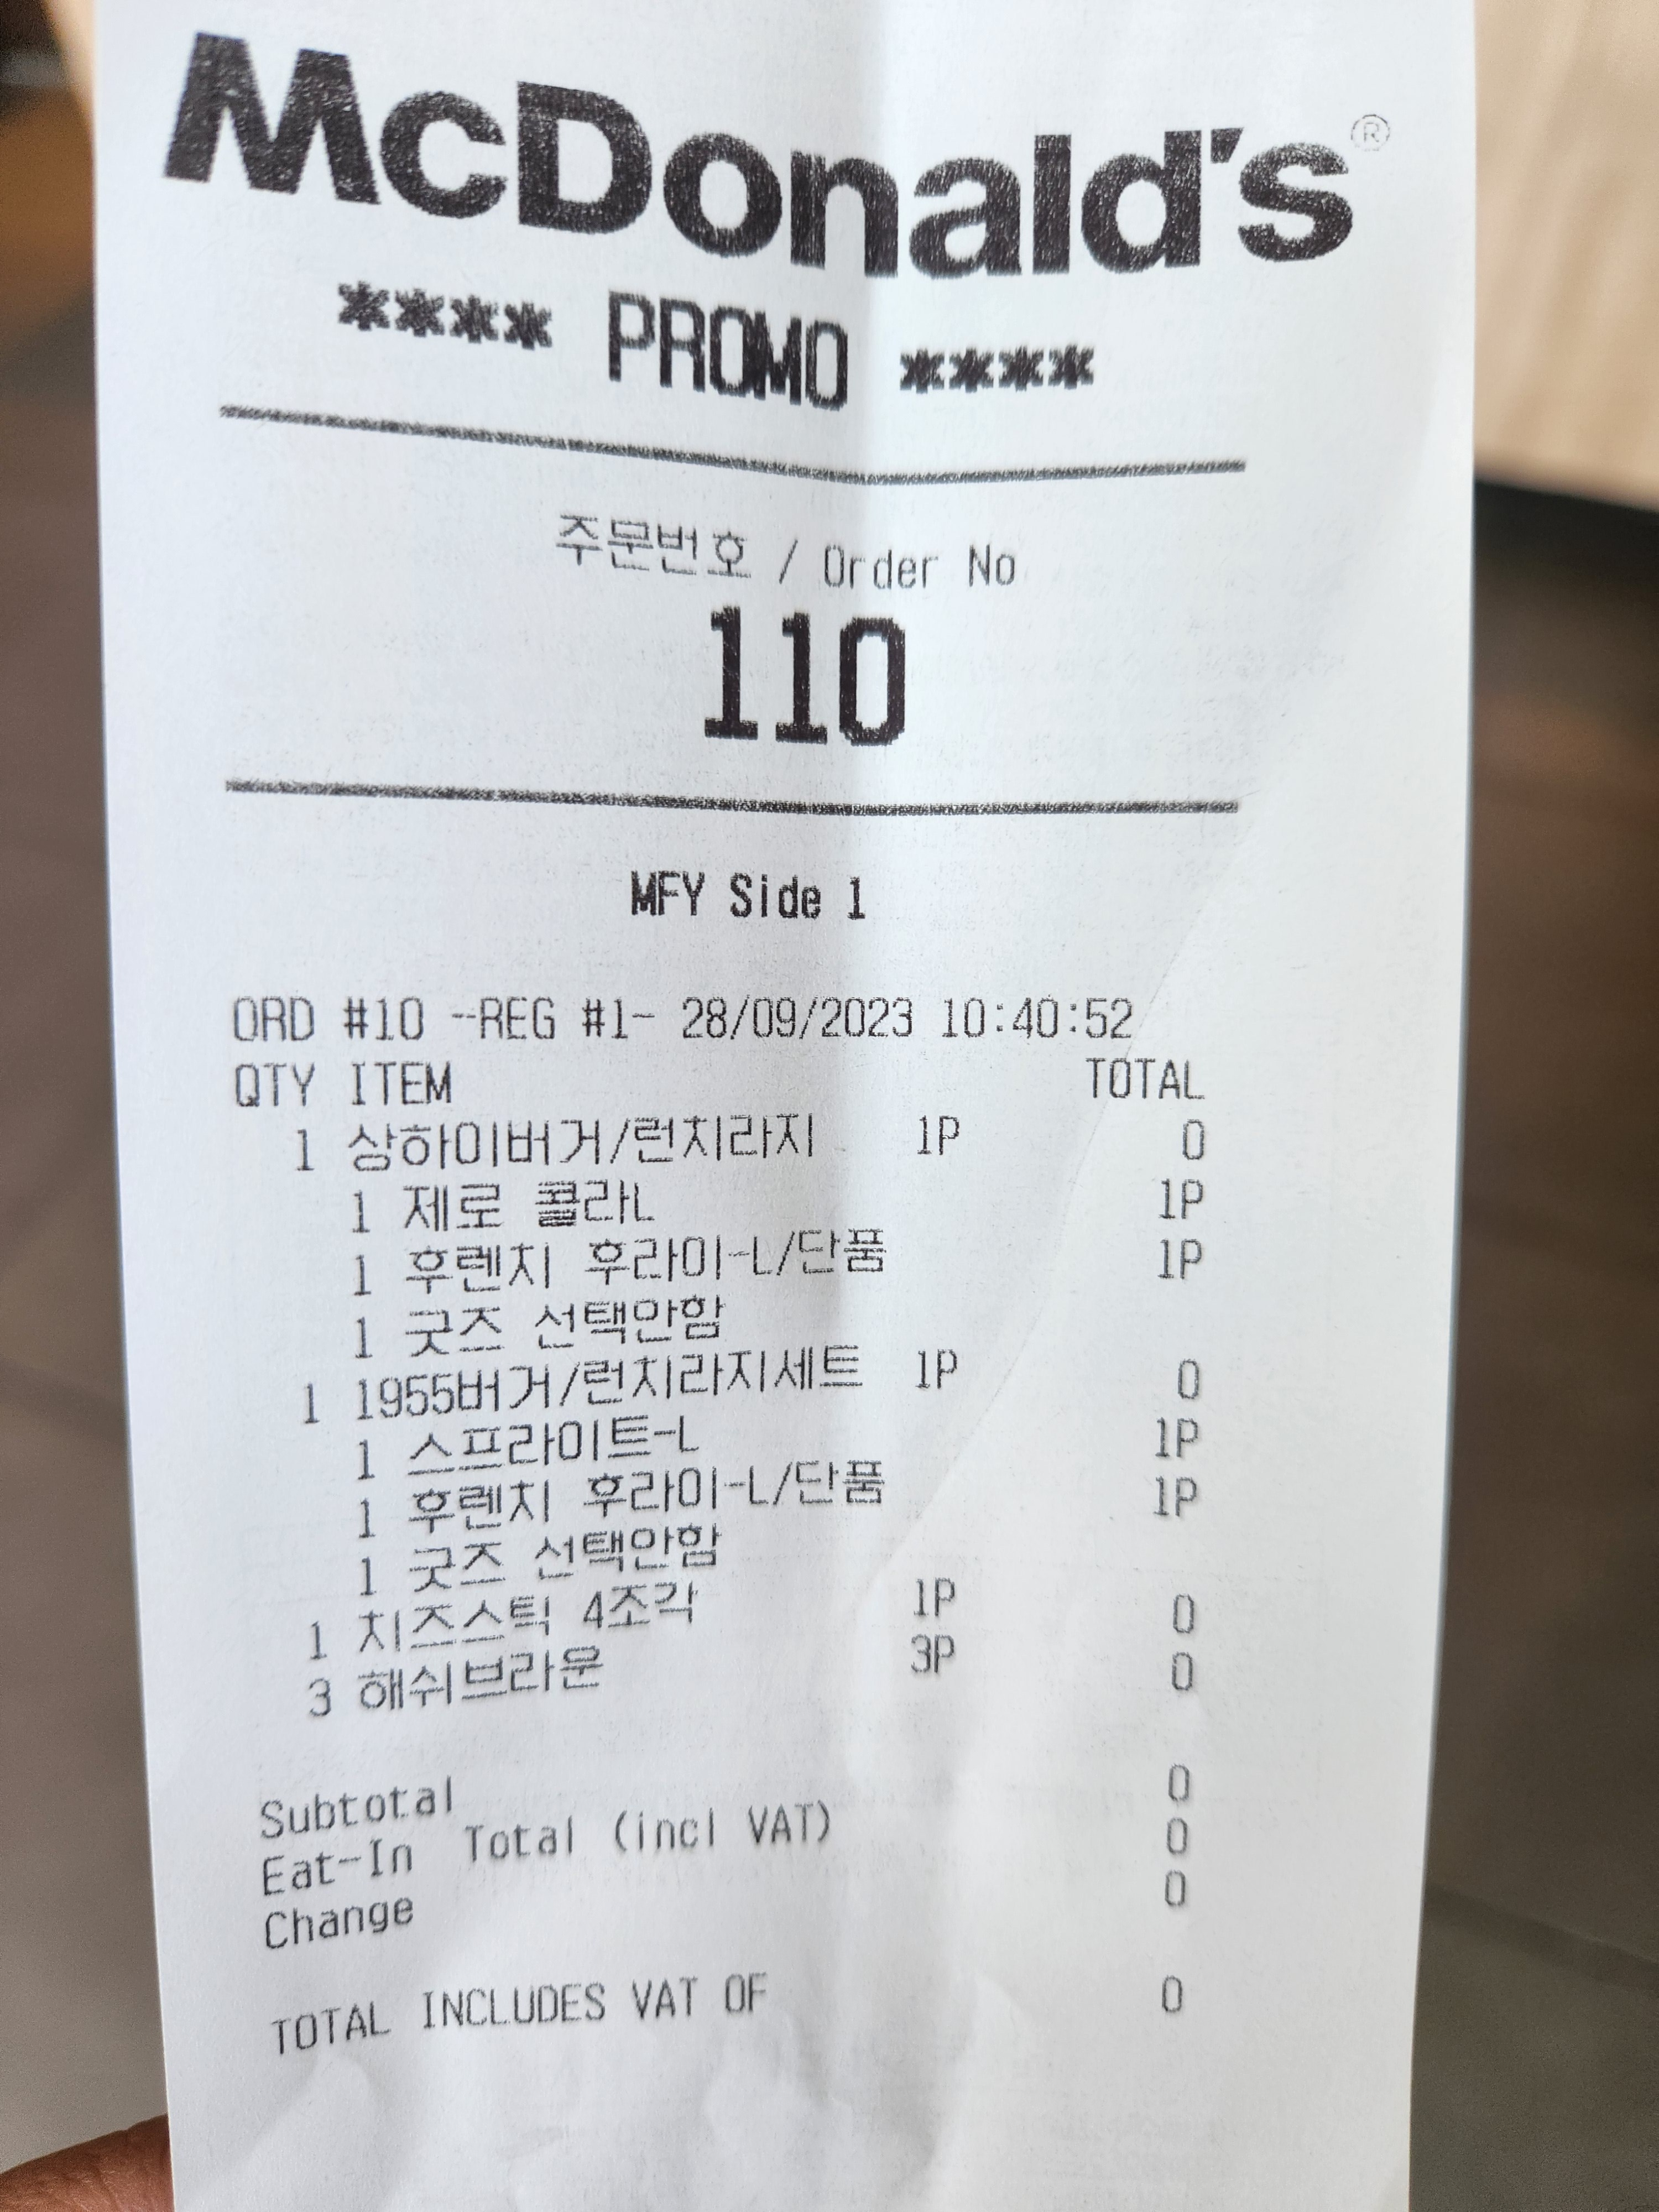 McDonald's®
**** PROMO ****
주문번호 / Order No
110
MFY Side 1
ORD #10 -REG #1- 28/09/2023 10:40:52
QTY ITEM TOTAL
1 상하이버거/런치라지 1P 0
1 제로 콜라L 1P
1 후렌치 후라이-L/단품 1P
1 굿즈 선택안함
1 1955버거/런치라지세트 1P 0
1 스프라이트-L 1P
1 후렌치 후라이-L/단품 1P
1 굿즈 선택안함
1 치즈스틱 4조각 1P 0
3 해쉬브라운 3P 0
Subtotal 0
Eat-In Total (incl VAT) 0
Change 0
TOTAL INCLUDES VAT OF 0